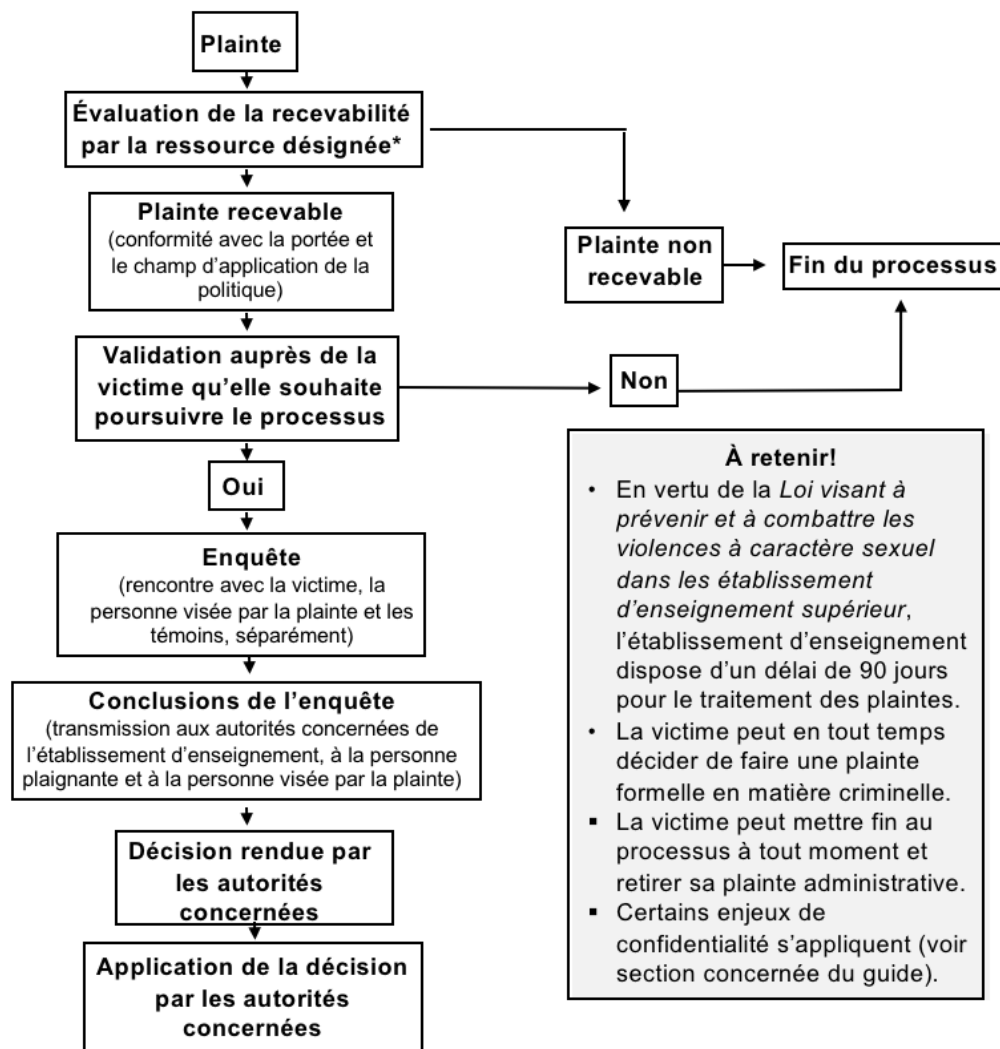 Plainte
Évaluation de la recevabilité
par la ressource désignée*
Plainte recevable
(conformité avec la portée et
le champ d'application de la
politique)
Plainte non
recevable
Fin du processus
Validation auprès de la
victime qu'elle souhaite
poursuivre le processus
Non
Oui
Enquête
(rencontre avec la victime, la
personne visée par la plainte et les
témoins, séparément)
Conclusions de l'enquête
(transmission aux autorités concernées de
l'établissement d'enseignement, à la personne
plaignante et à la personne visée par la plainte)
Décision rendue par
les autorités
concernées
Application de la décision
par les autorités
concernées
À retenir!
• En vertu de la Loi visant à
prévenir et à combattre les
violences à caractère sexuel
dans les établissement
d'enseignement supérieur,
l'établissement d'enseignement
dispose d'un délai de 90 jours
pour le traitement des plaintes.
• La victime peut en tout temps
décider de faire une plainte
formelle en matière criminelle.
▪ La victime peut mettre fin au
processus à tout moment et
retirer sa plainte administrative.
▪ Certains enjeux de
confidentialité s'appliquent (voir
section concernée du guide).